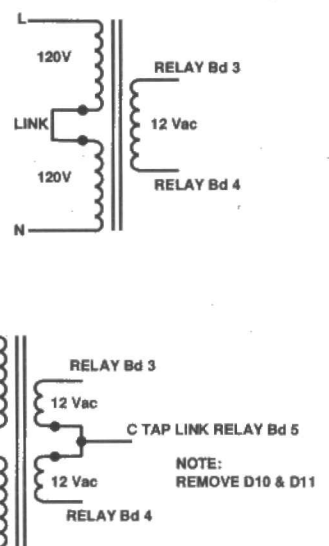 L
120V
RELAY Bd 3
LINK
12 Vac
120V
RELAY Bd 4
N
RELAY Bd 3
12 Vac
C TAP LINK RELAY Bd 5
12 Vac
NOTE:
REMOVE D10 & D11
RELAY Bd 4